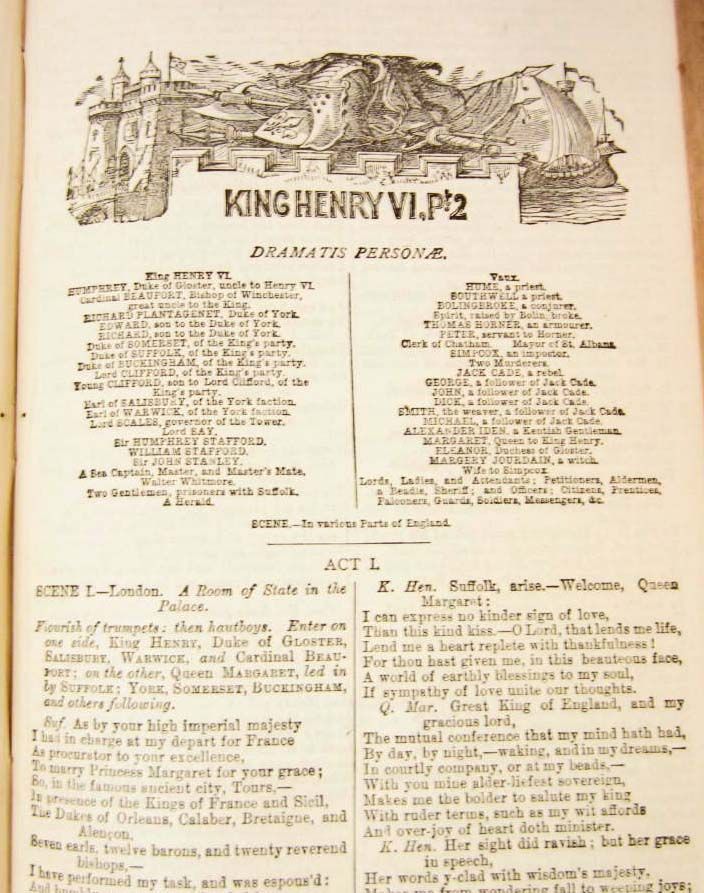 KING HENRY VI, Pt 2
DRAMATIS PERSONÆ.
King HENRY VI.
HUMPHREY, Duke of Gloster, uncle to Henry VI.
Cardinal BEAUFORT, Bishop of Winchester,
great uncle to the King.
RICHARD PLANTAGENET, Duke of York.
EDWARD, son to the Duke of York.
RICHARD, son to the Duke of York.
Duke of SOMERSET, of the King's party.
Duke of SUFFOLK, of the King's party.
Duke of BUCKINGHAM, of the King's party.
Lord CLIFFORD, of the King's party.
Young CLIFFORD, son to Lord Clifford, of the
King's party.
Earl of SALISBURY, of the York faction.
Earl of WARWICK, of the York faction.
Lord SCALES, governor of the Tower.
Lord SAY.
Sir HUMPHREY STAFFORD.
WILLIAM STAFFORD.
Sir JOHN STANLEY.
A Sea Captain, Master, and Master's Mate.
Walter Whitmore.
Two Gentlemen, prisoners with Suffolk.
A Herald.
Vaux.
HUME, a priest.
SOUTHWELL a priest.
BOLINGBROKE, a conjurer.
Spirit, raised by Bolin_broke.
THOMAS HORNER, an armourer.
PETER, servant to Horner.
Clerk of Chatham. Mayor of St. Albans.
SIMPCOX, an impostor.
Two Murderers.
JACK CADE, a rebel.
GEORGE, a follower of Jack Cade.
JOHN, a follower of Jack Cade.
DICK, a follower of Jack Cade.
SMITH, the weaver, a follower of Jack Cade.
MICHAEL, a follower of Jack Cade.
ALEXANDER IDEN, a Kentish Gentleman.
MARGARET, Queen to King Henry.
ELEANOR, Duchess of Gloster.
MARGERY JOURDAIN, a witch.
Wife to Simpcox.
Lords, Ladies, and Attendants; Petitioners, Aldermen,
a Beadle, Sheriff; and Officers; Citizens, Prentices,
Falconers, Guards, Soldiers, Messengers, &c.
SCENE.—In various Parts of England.
ACT I.
SCENE I.—London. A Room of State in the
Palace.
Flourish of trumpets: then hautboys. Enter on
one side, King HENRY, Duke of GLOSTER,
SALISBURY, WARWICK, and Cardinal BEAU-
FORT; on the other, Queen MARGARET, led in
by SUFFOLK; YORK, SOMERSET, BUCKINGHAM,
and others following.
Suf. As by your high imperial majesty
I had in charge at my depart for France
As procurator to your excellence,
To marry Princess Margaret for your grace;
So, in the famous ancient city, Tours,—
In presence of the Kings of France and Sicil,
The Dukes of Orleans, Calaber, Bretaigne, and
Alençon,
Seven earls, twelve barons, and twenty reverend
bishops,—
I have performed my task, and was espous'd:
And humbly
K. Hen. Suffolk, arise.—Welcome, Queen
Margaret:
I can express no kinder sign of love,
Than this kind kiss.—O Lord, that lends me life,
Lend me a heart replete with thankfulness!
For thou hast given me, in this beauteous face,
A world of earthly blessings to my soul,
If sympathy of love unite our thoughts.
Q. Mar. Great King of England, and my
gracious lord,
The mutual conference that my mind hath had,
By day, by night,—waking, and in my dreams,—
In courtly company, or at my beads,—
With you mine alder-liefest sovereign,
Makes me the bolder to salute my king
With ruder terms, such as my wit affords
And over-joy of heart doth minister.
K. Hen. Her sight did ravish; but her grace
in speech,
Her words y-clad with wisdom's majesty,
Makes me from wondering fall to weeping joys;